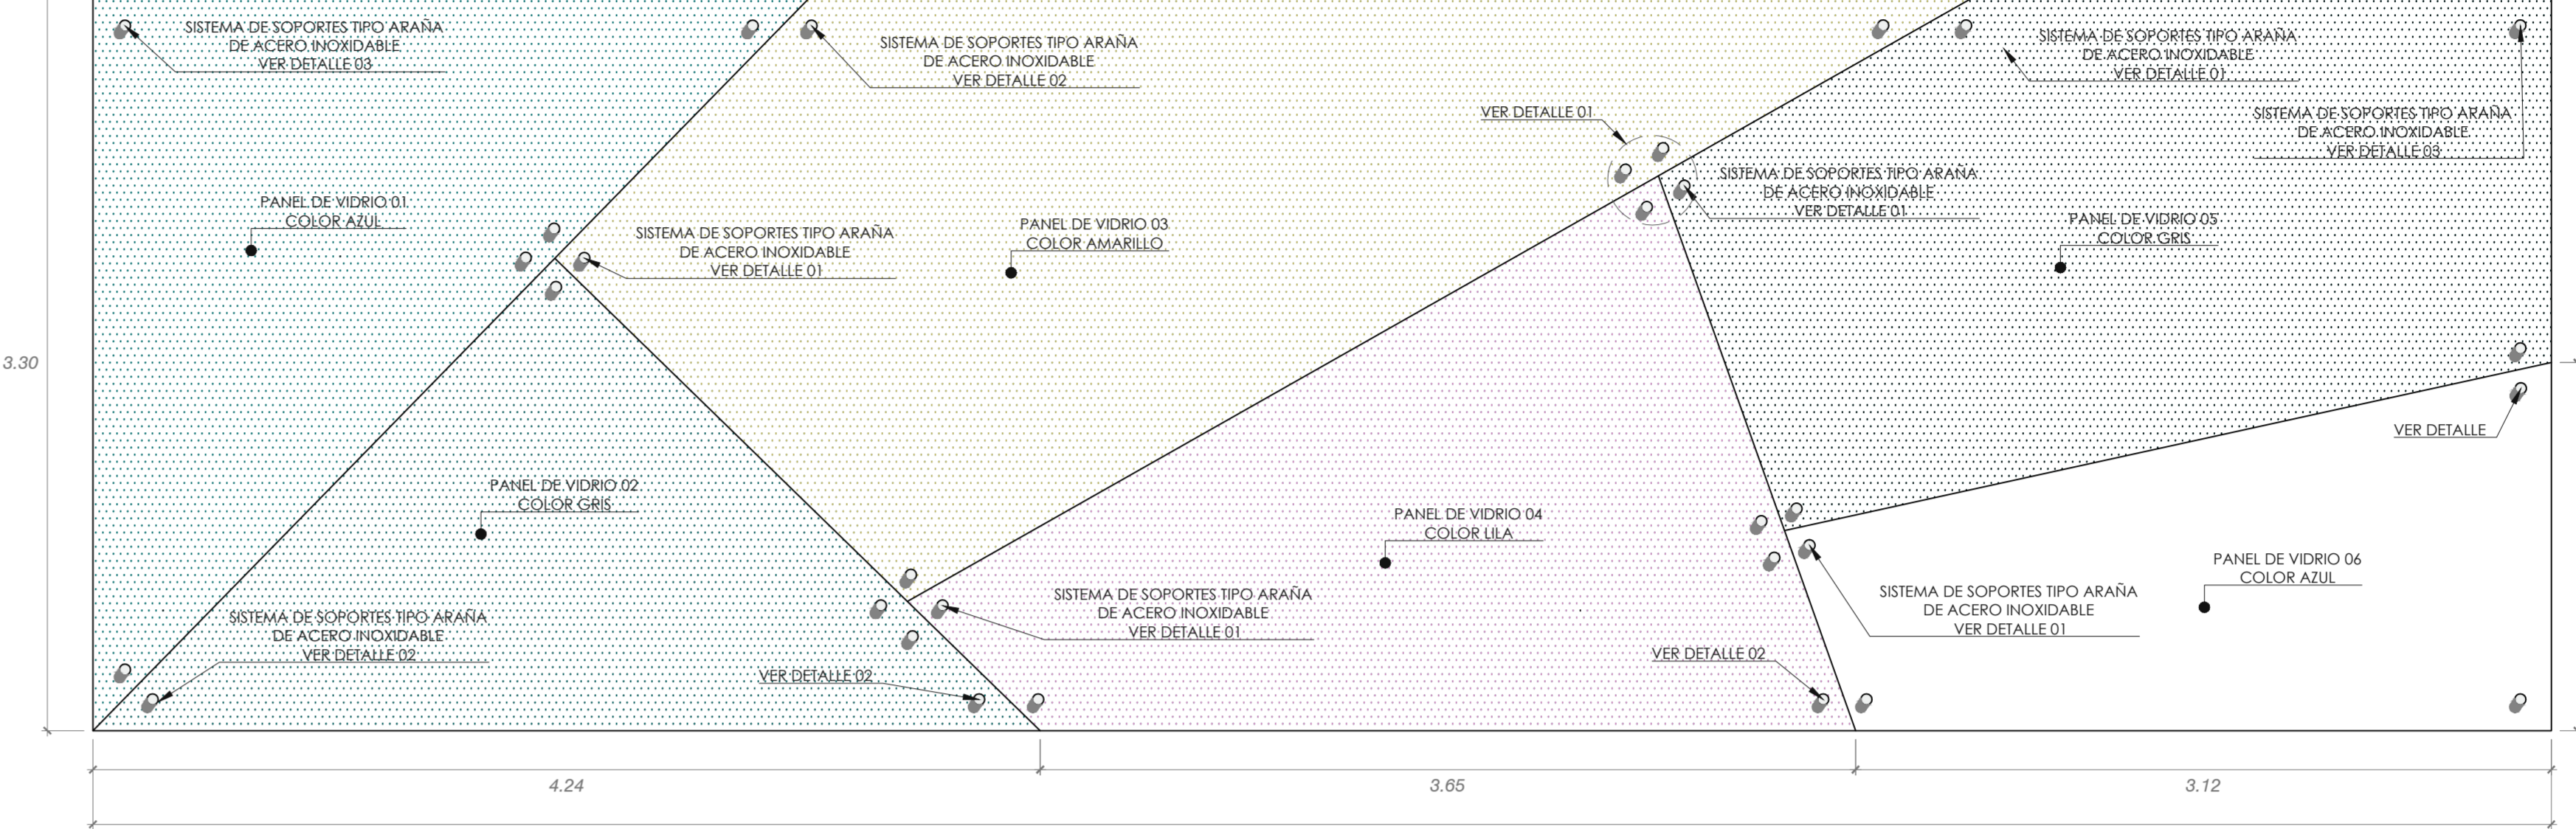 SISTEMA DE SOPORTES TIPO ARAÑA
DE ACERO INOXIDABLE
VER DETALLE 03
SISTEMA DE SOPORTES TIPO ARAÑA
DE ACERO INOXIDABLE
VER DETALLE 02
SISTEMA DE SOPORTES TIPO ARAÑA
DE ACERO INOXIDABLE
VER DETALLE 01
VER DETALLE 01
SISTEMA DE SOPORTES TIPO ARAÑA
DE ACERO INOXIDABLE
VER DETALLE 03
SISTEMA DE SOPORTES TIPO ARAÑA
DE ACERO INOXIDABLE
VER DETALLE 01
PANEL DE VIDRIO 01
COLOR AZUL
SISTEMA DE SOPORTES TIPO ARAÑA
DE ACERO INOXIDABLE
VER DETALLE 01
PANEL DE VIDRIO 03
COLOR AMARILLO
PANEL DE VIDRIO 05
COLOR GRIS
3.30
VER DETALLE
PANEL DE VIDRIO 02
COLOR GRIS
PANEL DE VIDRIO 04
COLOR LILA
PANEL DE VIDRIO 06
COLOR AZUL
SISTEMA DE SOPORTES TIPO ARAÑA
DE ACERO INOXIDABLE
VER DETALLE 02
SISTEMA DE SOPORTES TIPO ARAÑA
DE ACERO INOXIDABLE
VER DETALLE 01
SISTEMA DE SOPORTES TIPO ARAÑA
DE ACERO INOXIDABLE
VER DETALLE 01
VER DETALLE 02
VER DETALLE 02
4.24
3.65
3.12